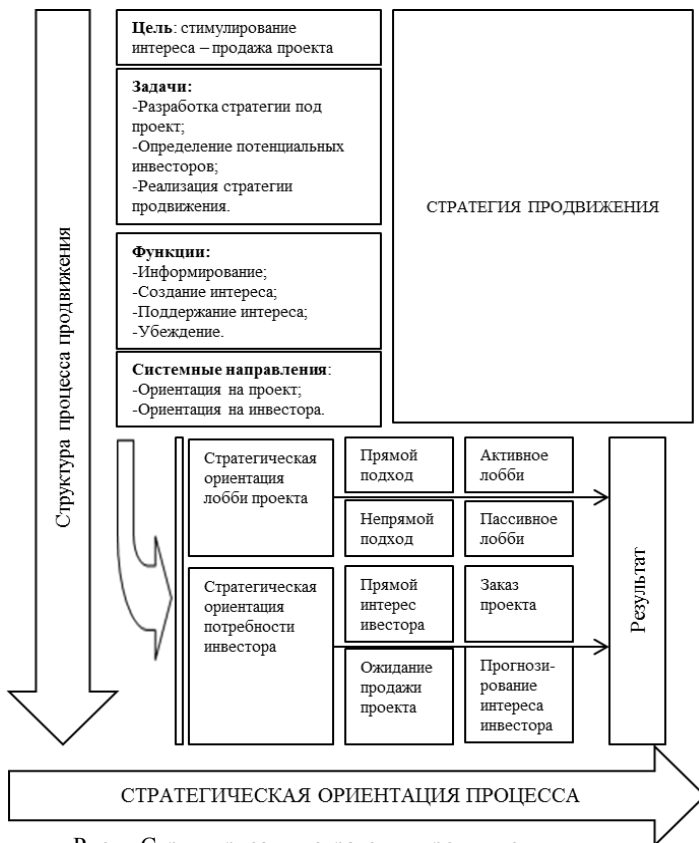 Цель: стимулирование
интереса – продажа проекта
Задачи:
-Разработка стратегии под
проект;
-Определение потенциальных
инвесторов;
-Реализация стратегии
продвижения.
Функции:
-Информирование;
-Создание интереса;
-Поддержание интереса;
-Убеждение.
Системные направления:
-Ориентация на проект;
-Ориентация на инвестора.
СТРАТЕГИЯ ПРОДВИЖЕНИЯ
Структура процесса продвижения
Стратегическая
ориентация
лобби проекта
Прямой
подход
Активное
лобби
Непрямой
подход
Пассивное
лобби
Стратегическая
ориентация
потребности
инвестора
Прямой
интерес
ивестора
Заказ
проекта
Ожидание
продажи
проекта
Прогнози-
рование
интереса
инвестора
Результат
СТРАТЕГИЧЕСКАЯ ОРИЕНТАЦИЯ ПРОЦЕССА